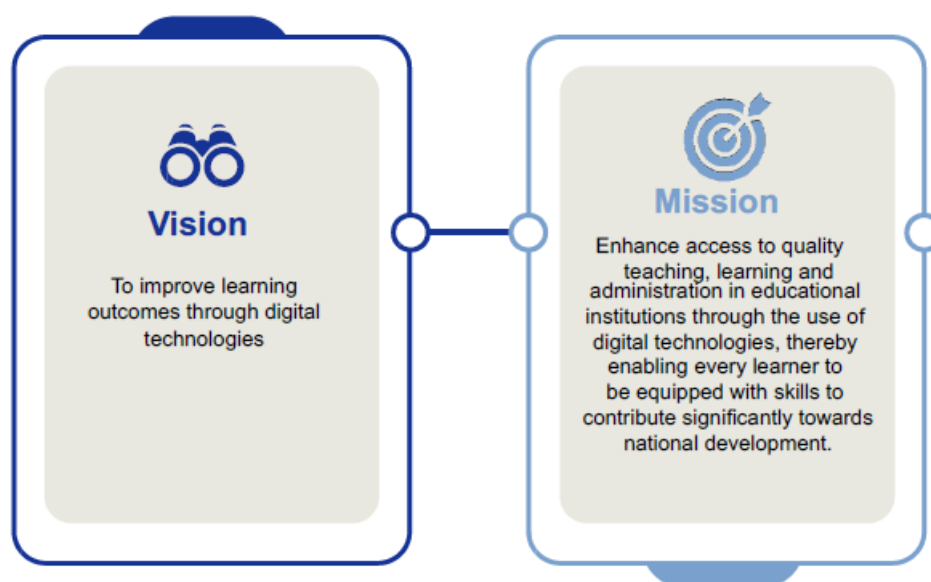 Vision
To improve learning
outcomes through digital
technologies
Mission
Enhance access to quality
teaching, learning and
administration in educational
institutions through the use of
digital technologies, thereby
enabling every learner to
be equipped with skills to
contribute significantly towards
national development.